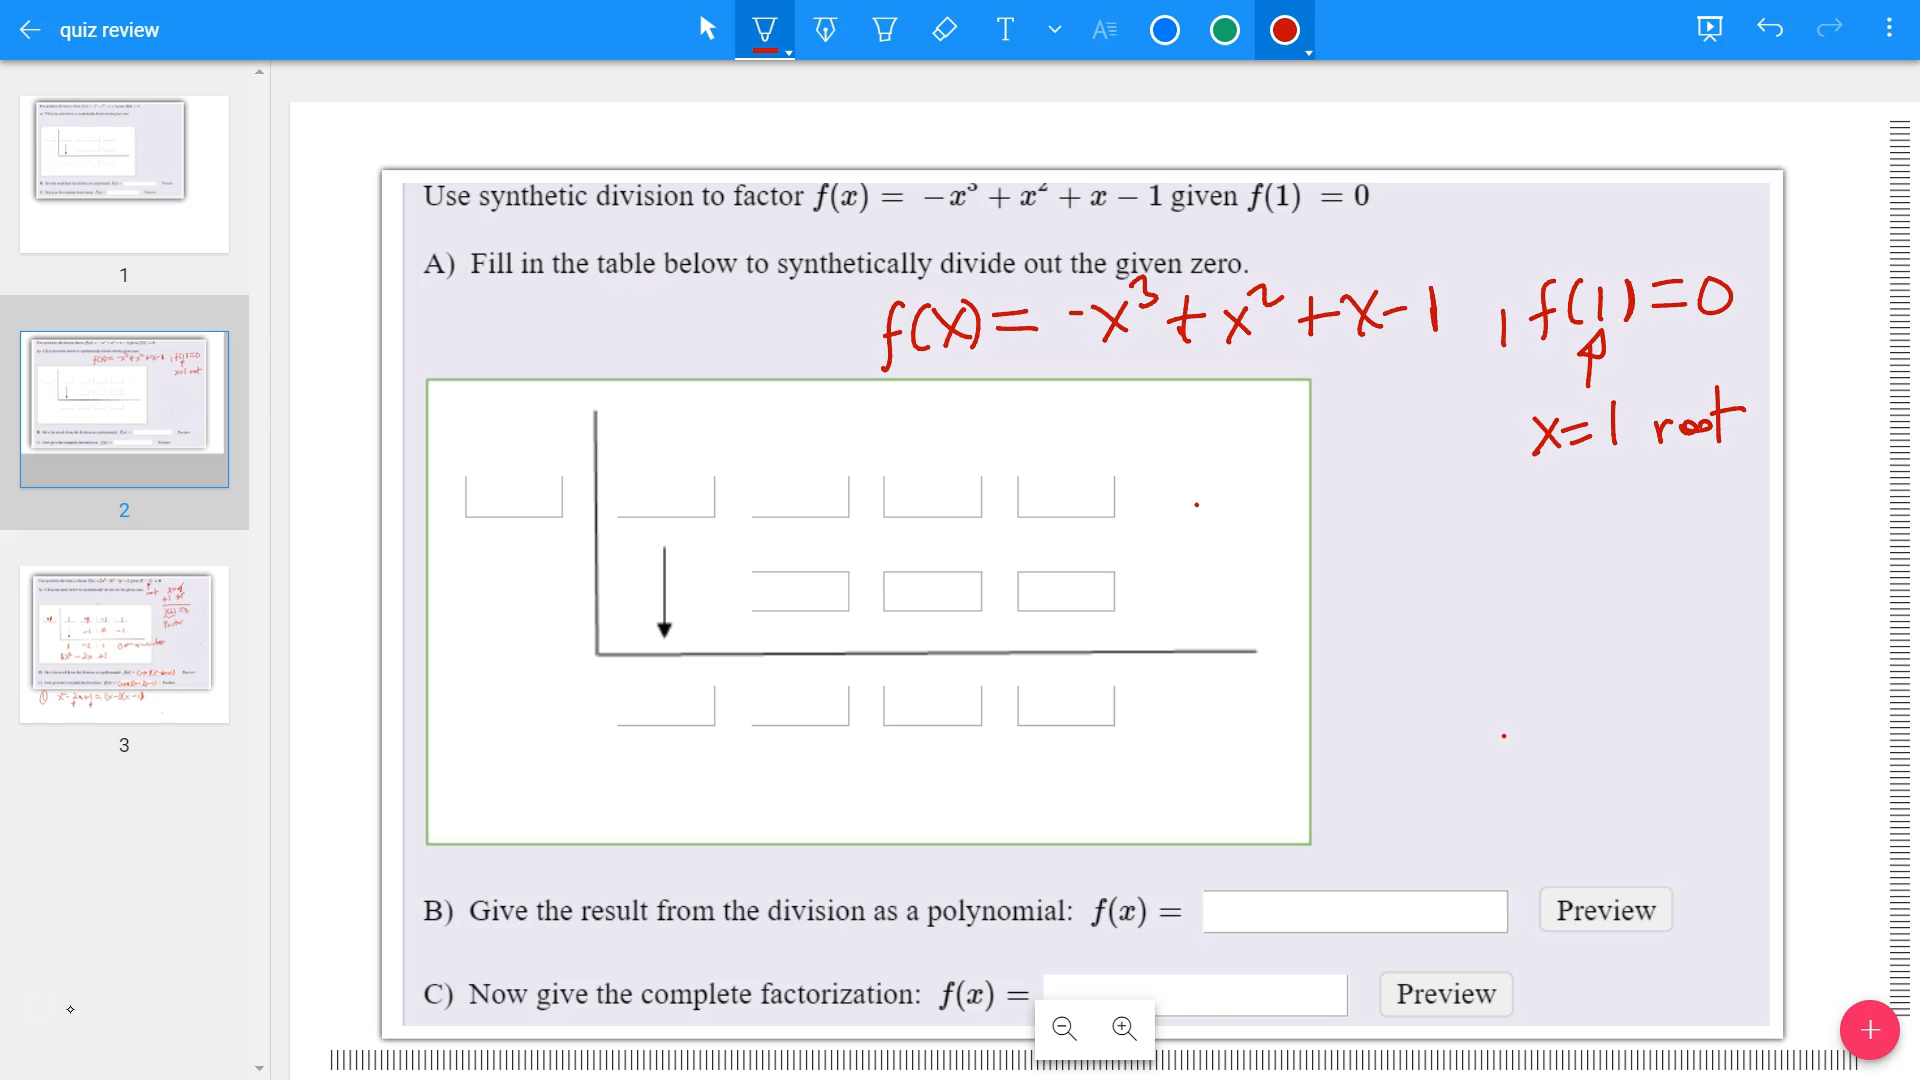 quiz review
1
2
3
Use synthetic division to factor f(x) = −x³ + x² + x − 1 given f(1) = 0
A) Fill in the table below to synthetically divide out the given zero.
f(x) = -x³ + x² + x - 1 , f(1) = 0
x = 1 root
B) Give the result from the division as a polynomial: f(x) =
Preview
C) Now give the complete factorization: f(x) =
Preview